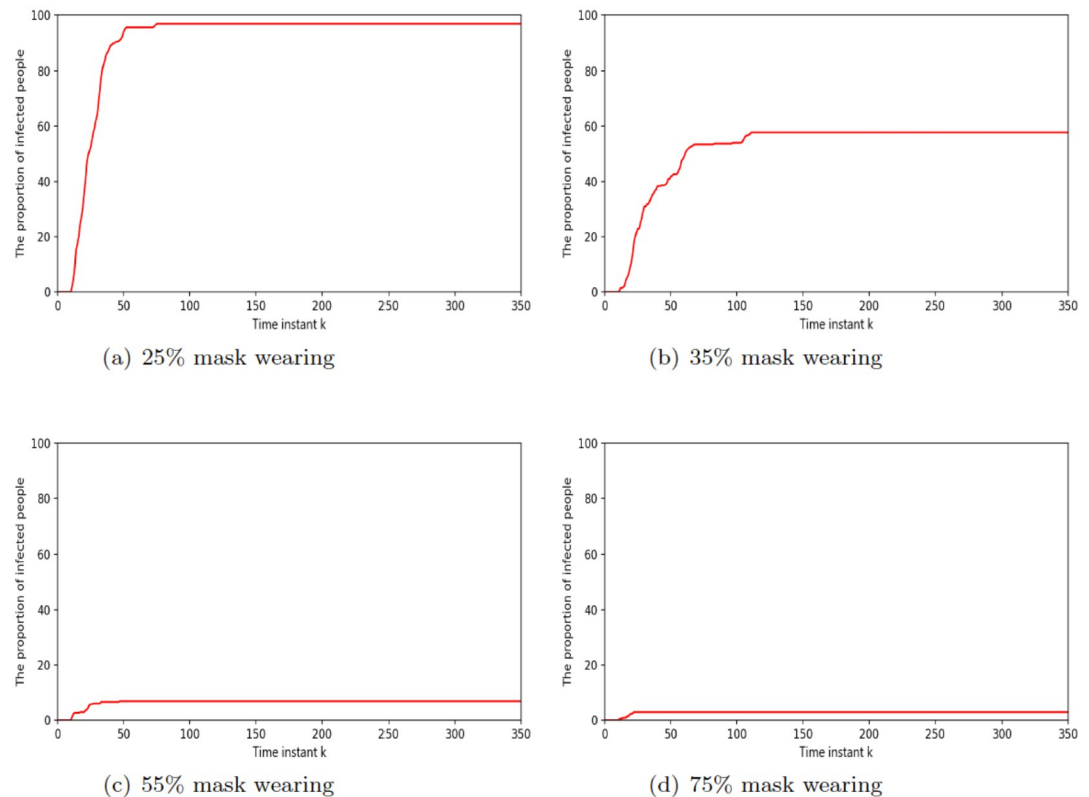 The proportion of infected people
100
80
60
40
20
0
0 50 100 150 200 250 300 350
Time instant k
(a) 25% mask wearing
The proportion of infected people
100
80
60
40
20
0
0 50 100 150 200 250 300 350
Time instant k
(b) 35% mask wearing
The proportion of infected people
100
80
60
40
20
0
0 50 100 150 200 250 300 350
Time instant k
(c) 55% mask wearing
The proportion of infected people
100
80
60
40
20
0
0 50 100 150 200 250 300 350
Time instant k
(d) 75% mask wearing